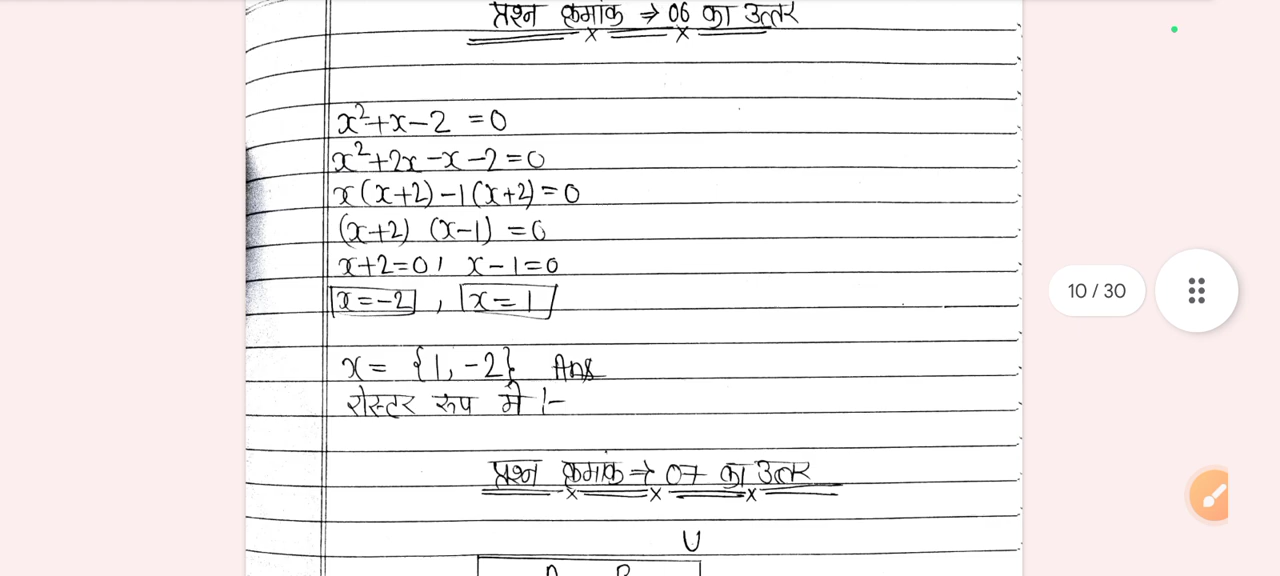 प्रश्न क्रमांक → 06 का उत्तर
x² + x - 2 = 0
x² + 2x - x - 2 = 0
x(x+2) - 1(x+2) = 0
(x+2) (x-1) = 0
x+2=0, x-1=0
x=-2, x=1
x = {1, -2} Ans
रोस्टर रूप में :-
10 / 30
प्रश्न क्रमांक → 07 का उत्तर
U
A B